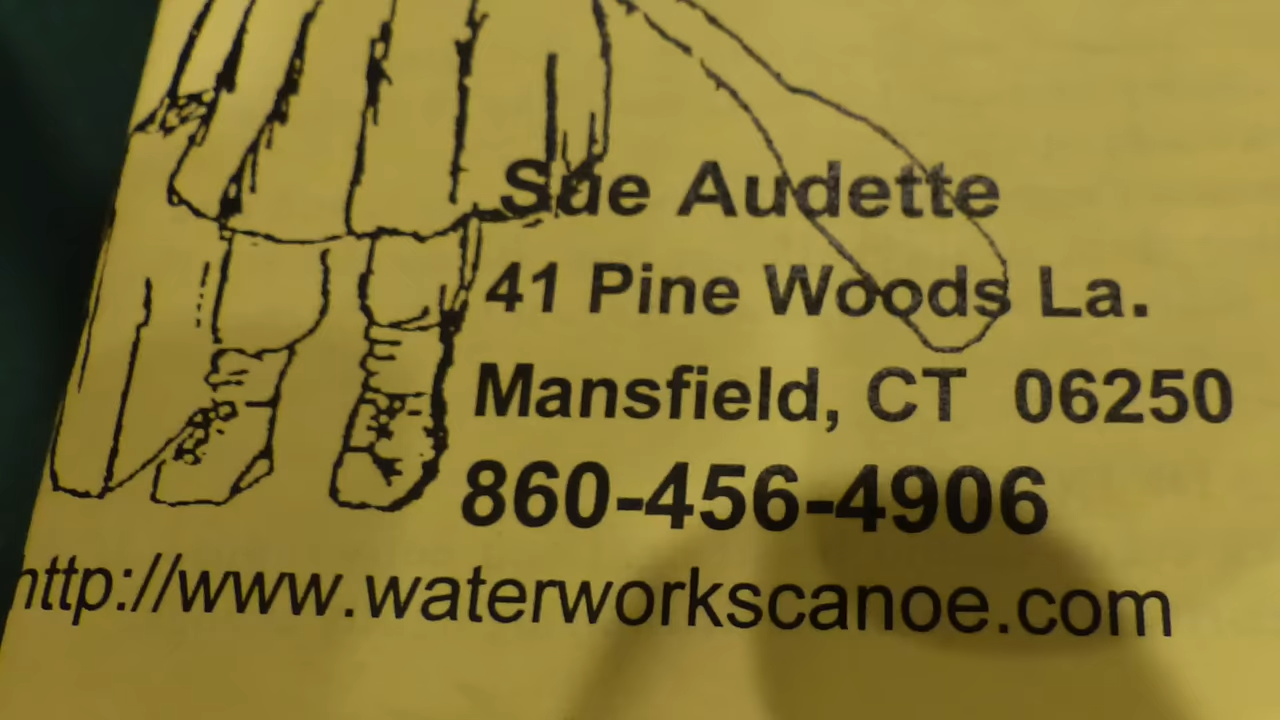 Sue Audette
41 Pine Woods La.
Mansfield, CT 06250
860-456-4906
http://www.waterworkscanoe.com